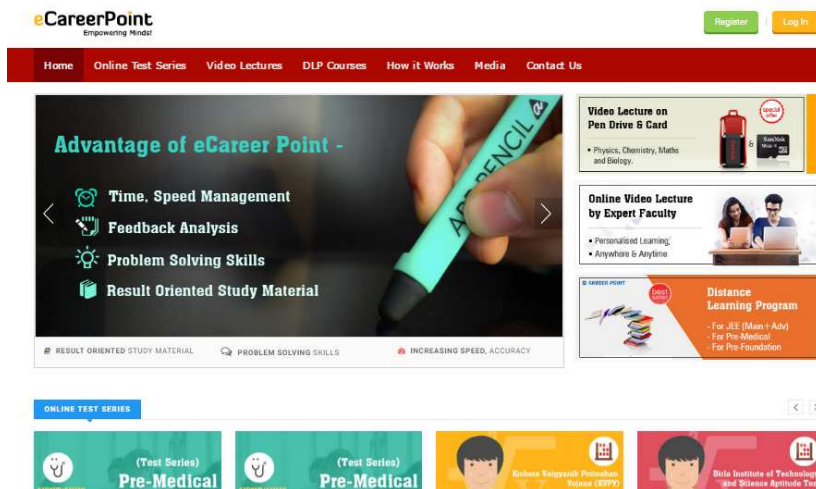 eCareerPoint
Empowering Minds!
Register
Log In
Home
Online Test Series
Video Lectures
DLP Courses
How it Works
Media
Contact Us
Advantage of eCareer Point -
Time, Speed Management
Feedback Analysis
Problem Solving Skills
Result Oriented Study Material
RESULT ORIENTED STUDY MATERIAL
PROBLEM SOLVING SKILLS
INCREASING SPEED, ACCURACY
Video Lecture on
Pen Drive & Card
• Physics, Chemistry, Maths
and Biology.
special
offer
&
SanDisk
Online Video Lecture
by Expert Faculty
• Personalised Learning,
• Anywhere & Anytime
CAREER POINT
best
seller
Distance
Learning Program
- For JEE (Main + Adv)
- For Pre-Medical
- For Pre-Foundation
ONLINE TEST SERIES
(Test Series)
Pre-Medical
(Test Series)
Pre-Medical
Kishore Vaigyanik Protsahan
Yojana (KVPY)
Birla Institute of Technology
and Science Aptitude Test